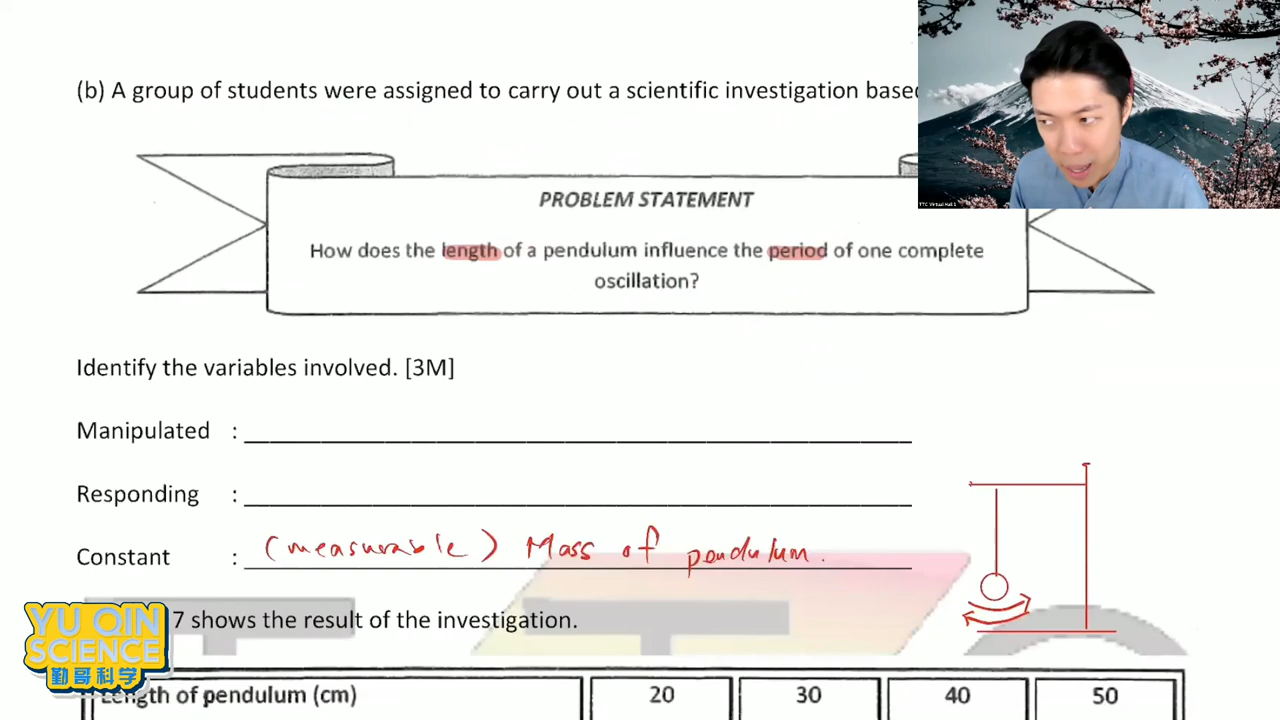 (b) A group of students were assigned to carry out a scientific investigation based
PROBLEM STATEMENT
How does the length of a pendulum influence the period of one complete
oscillation?
Identify the variables involved. [3M]
Manipulated :
Responding :
Constant : (measurable) Mass of pendulum.
7 shows the result of the investigation.
YU QIN
SCIENCE
勤哥科学
Length of pendulum (cm) 20 30 40 50